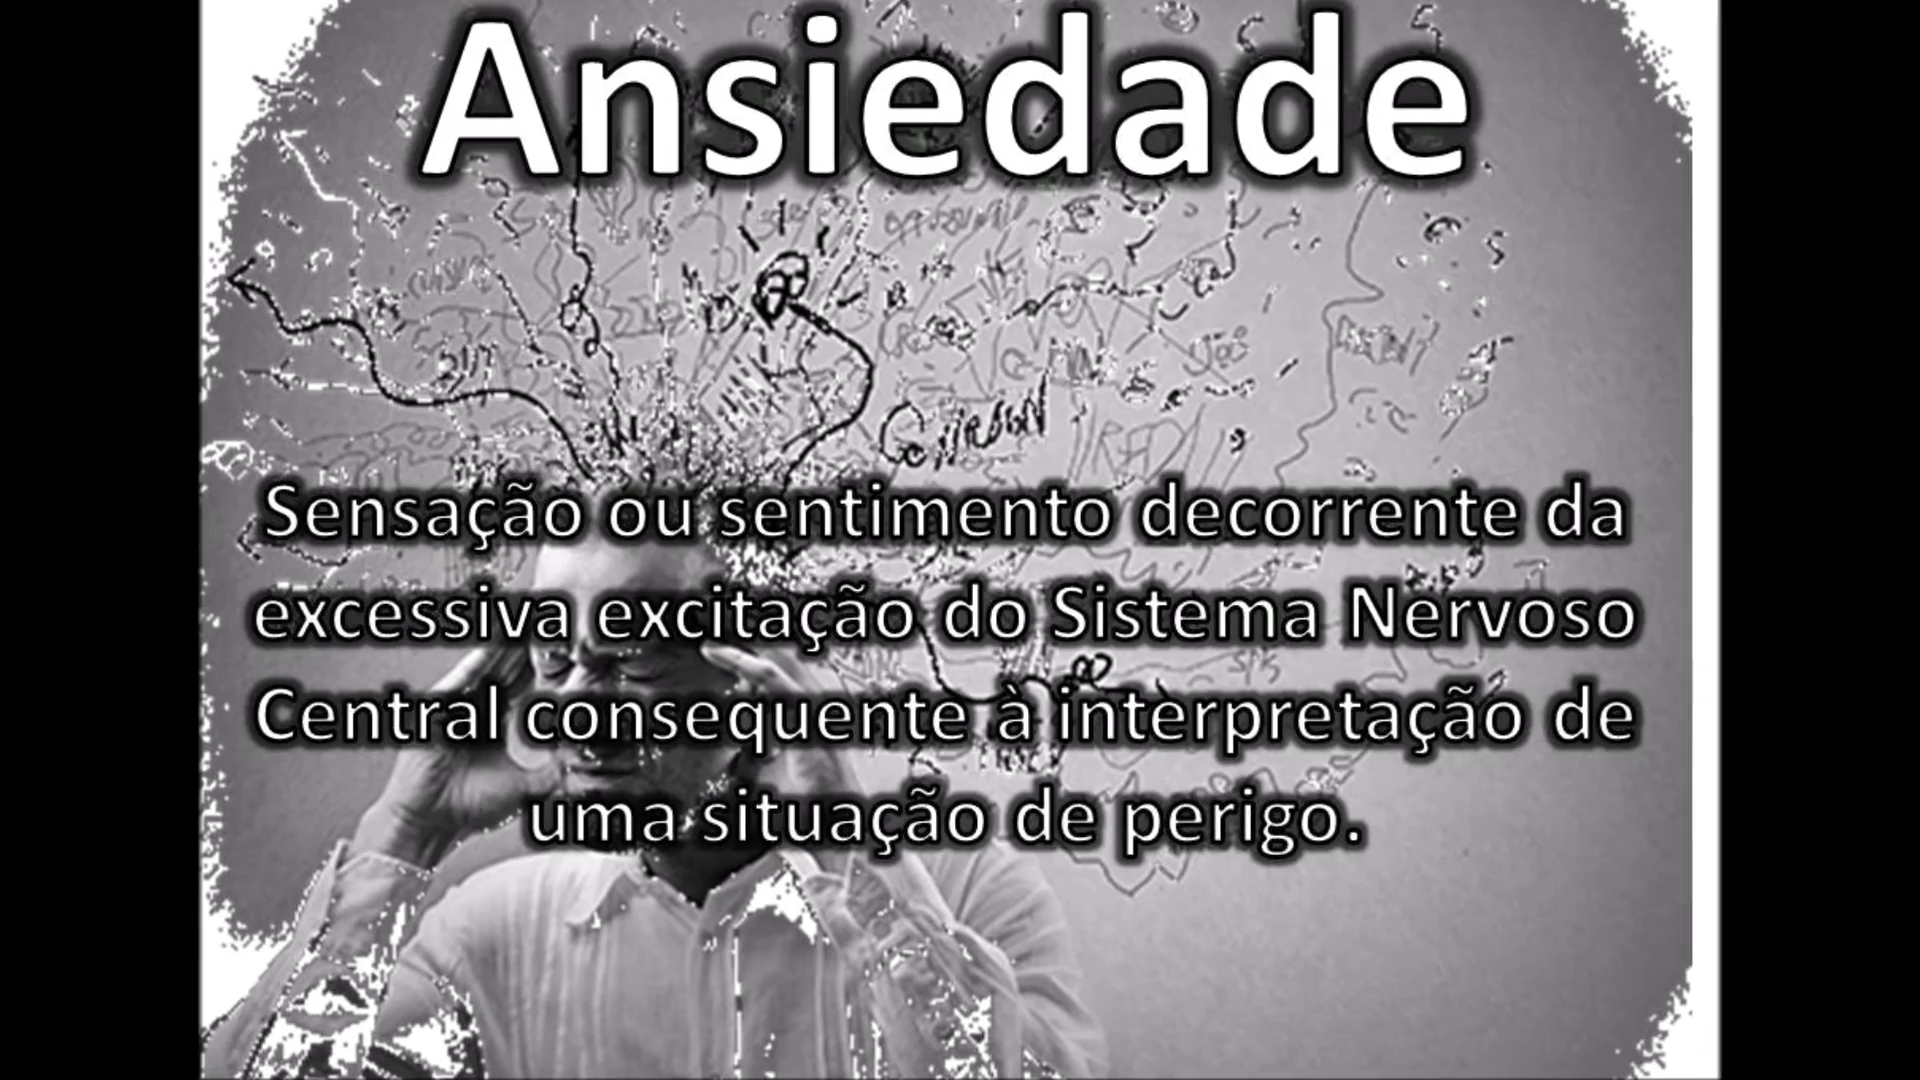 Ansiedade
Sensação ou sentimento decorrente da
excessiva excitação do Sistema Nervoso
Central consequente à interpretação de
uma situação de perigo.